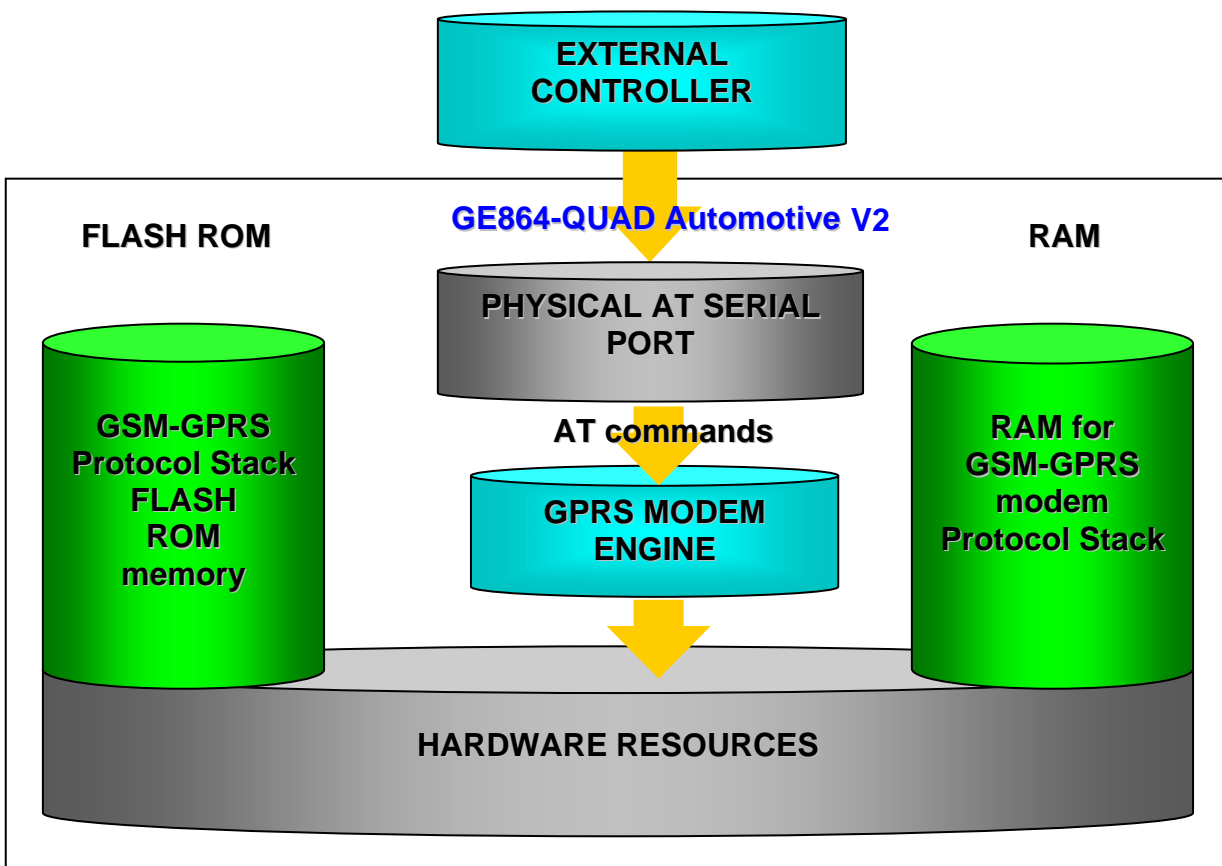 EXTERNAL
CONTROLLER
GE864-QUAD Automotive V2
FLASH ROM
RAM
PHYSICAL AT SERIAL
PORT
AT commands
GSM-GPRS
Protocol Stack
FLASH
ROM
memory
GPRS MODEM
ENGINE
RAM for
GSM-GPRS
modem
Protocol Stack
HARDWARE RESOURCES